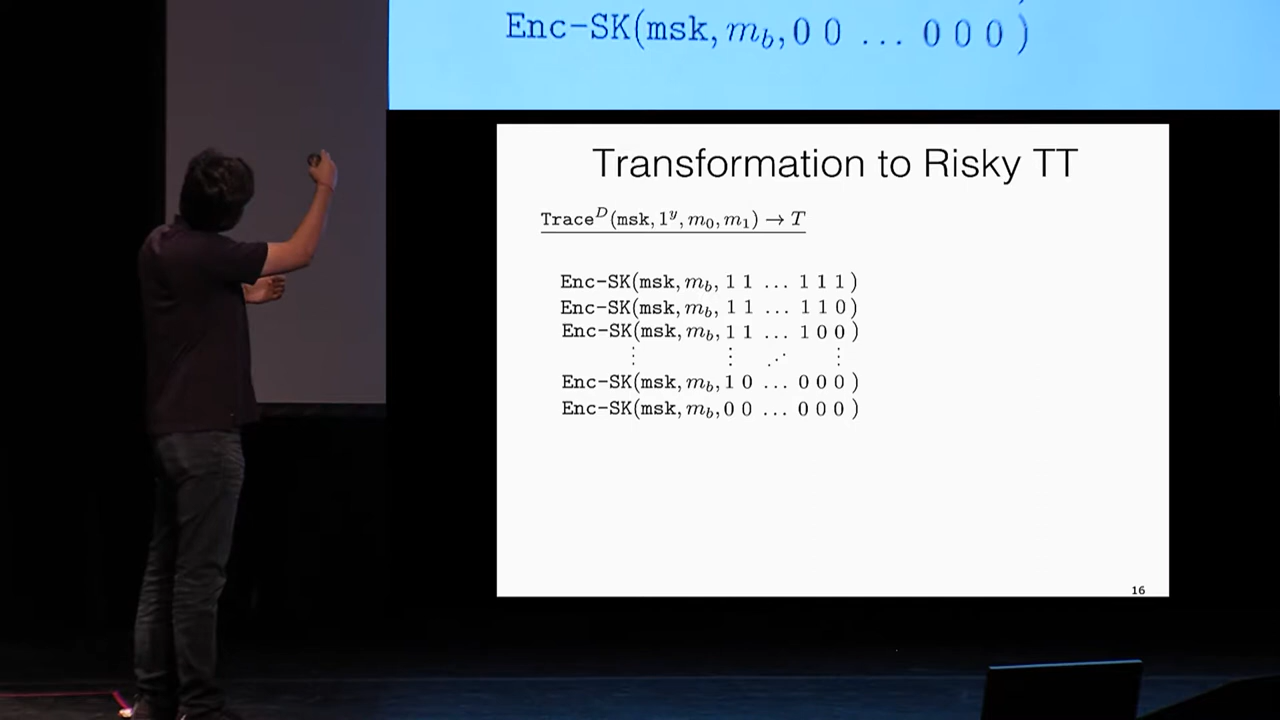 Enc-SK(msk, m_b, 0 0 ... 0 0 0 )
Transformation to Risky TT
Trace^D(msk, 1^y, m_0, m_1) → T
Enc-SK(msk, m_b, 1 1 ... 1 1 1 )
Enc-SK(msk, m_b, 1 1 ... 1 1 0)
Enc-SK(msk, m_b, 1 1 ... 1 0 0 )
⋮ ⋮ ⋰ ⋮
Enc-SK(msk, m_b, 1 0 ... 0 0 0 )
Enc-SK(msk, m_b, 0 0 ... 0 0 0 )
16